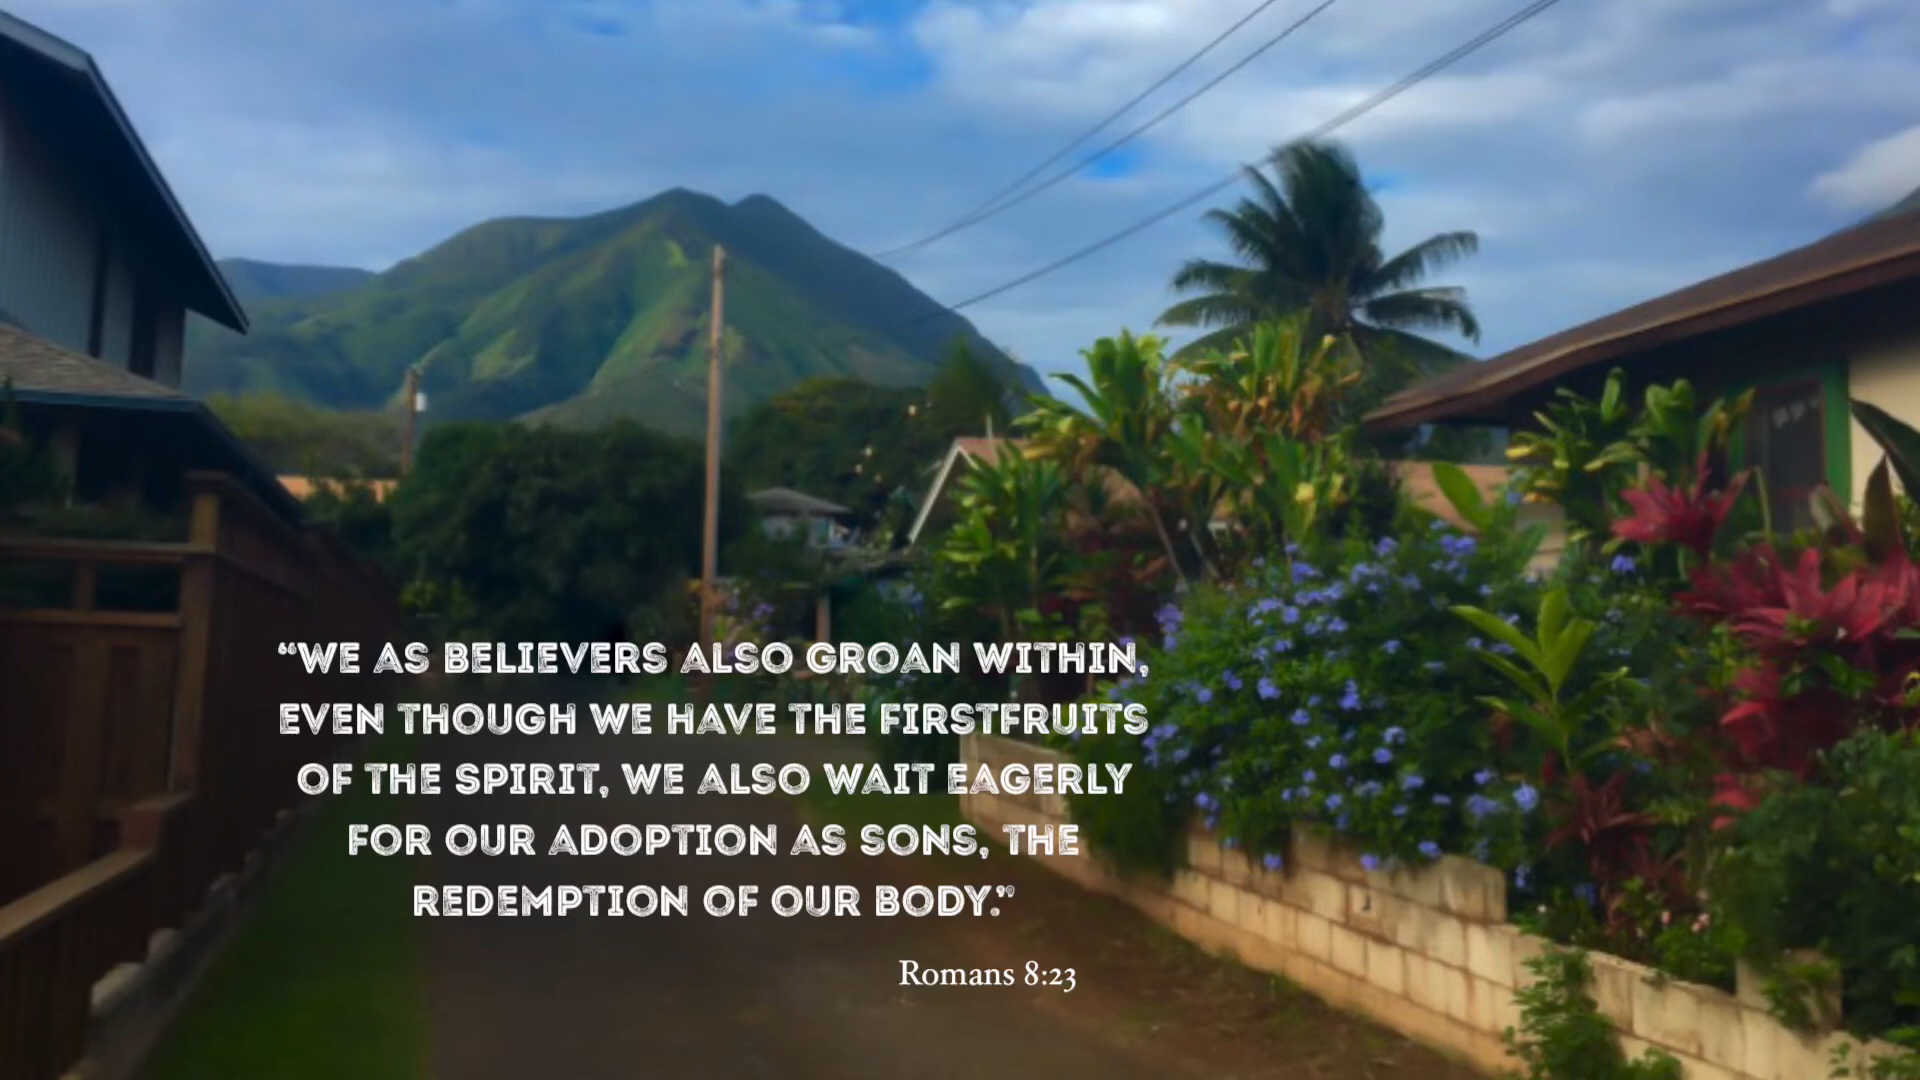 “WE AS BELIEVERS ALSO GROAN WITHIN,
EVEN THOUGH WE HAVE THE FIRSTFRUITS
OF THE SPIRIT, WE ALSO WAIT EAGERLY
FOR OUR ADOPTION AS SONS, THE
REDEMPTION OF OUR BODY.”
Romans 8:23